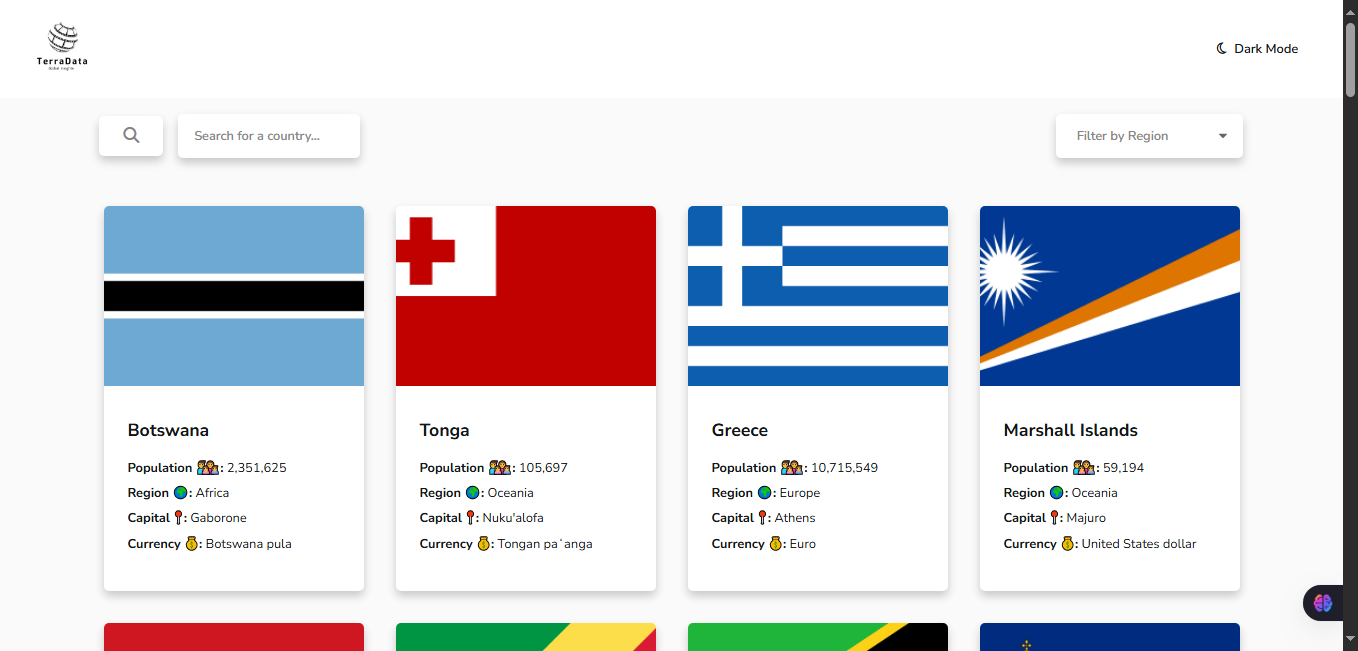 TerraData
Global Insights
Dark Mode
Search for a country...
Filter by Region
Botswana
Population 👨‍👩‍👧: 2,351,625
Region 🌍: Africa
Capital 📍: Gaborone
Currency 💰: Botswana pula
Tonga
Population 👨‍👩‍👧: 105,697
Region 🌍: Oceania
Capital 📍: Nuku'alofa
Currency 💰: Tongan paʻanga
Greece
Population 👨‍👩‍👧: 10,715,549
Region 🌍: Europe
Capital 📍: Athens
Currency 💰: Euro
Marshall Islands
Population 👨‍👩‍👧: 59,194
Region 🌍: Oceania
Capital 📍: Majuro
Currency 💰: United States dollar